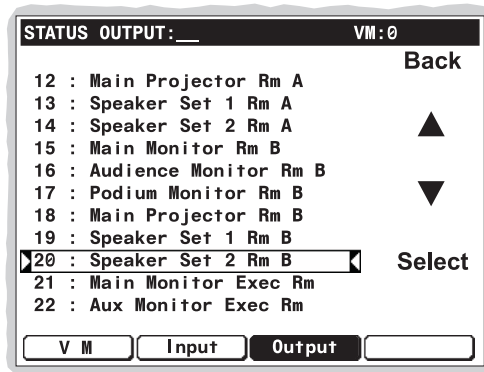 STATUS OUTPUT:__ VM:0
Back
12 : Main Projector Rm A
13 : Speaker Set 1 Rm A
14 : Speaker Set 2 Rm A
15 : Main Monitor Rm B
16 : Audience Monitor Rm B
17 : Podium Monitor Rm B
18 : Main Projector Rm B
19 : Speaker Set 1 Rm B
20 : Speaker Set 2 Rm B
Select
21 : Main Monitor Exec Rm
22 : Aux Monitor Exec Rm
V M Input Output